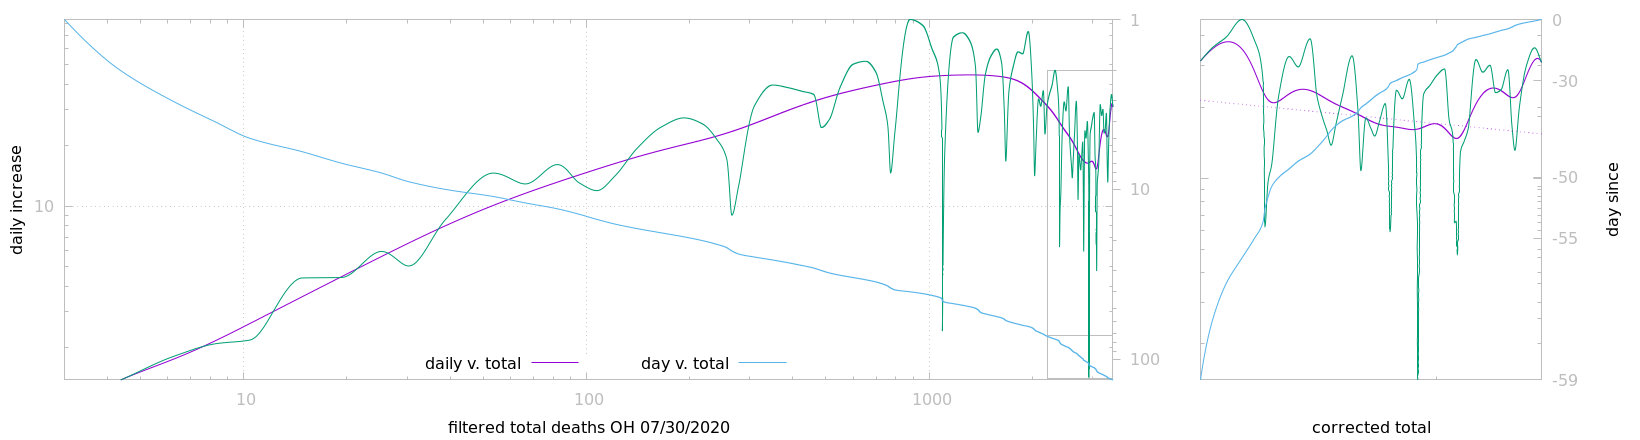 daily increase
10
daily v. total
day v. total
10
100
1000
filtered total deaths OH 07/30/2020
1
10
100
0
-30
-50
-55
-59
day since
corrected total